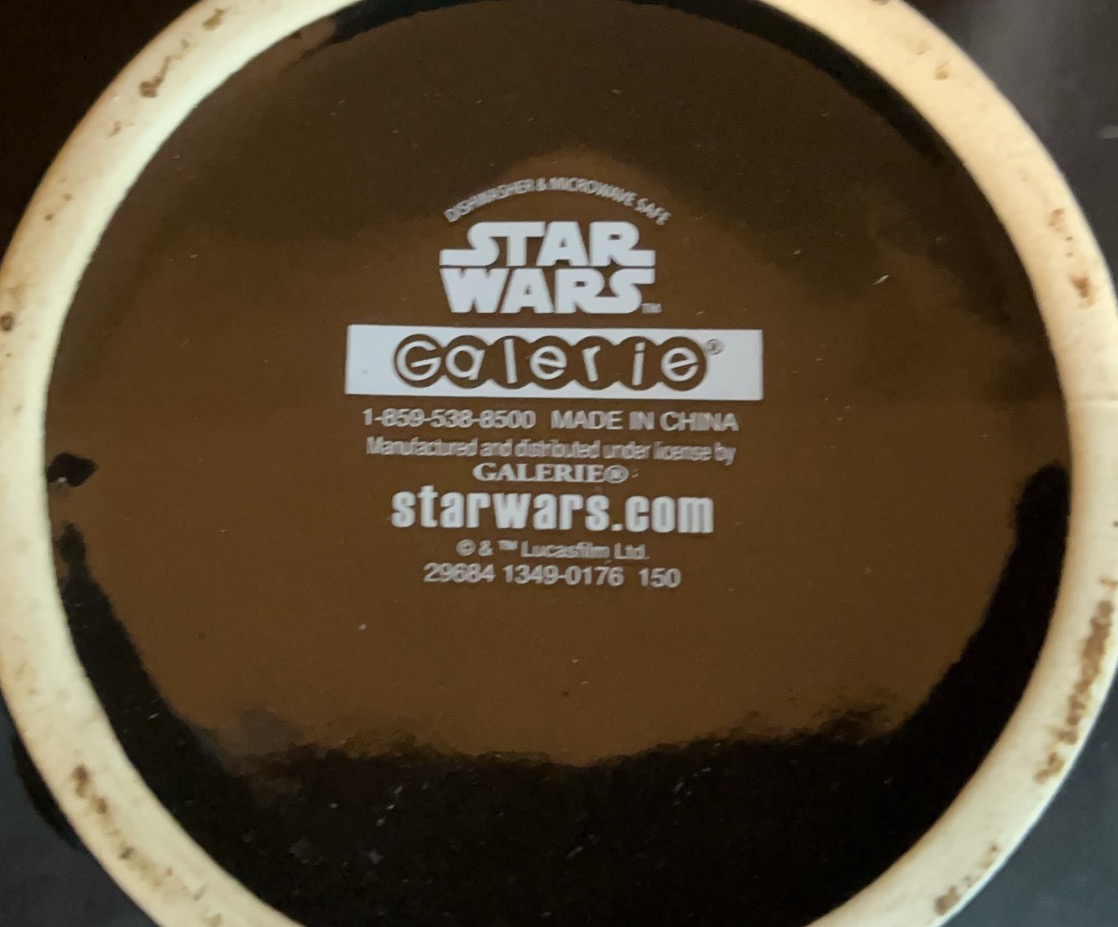 DISHWASHER & MICROWAVE SAFE
STAR
WARS™
Galerie®
1-859-538-8500 MADE IN CHINA
Manufactured and distributed under license by
GALERIE®
starwars.com
© & ™ Lucasfilm Ltd.
29684 1349-0176 150